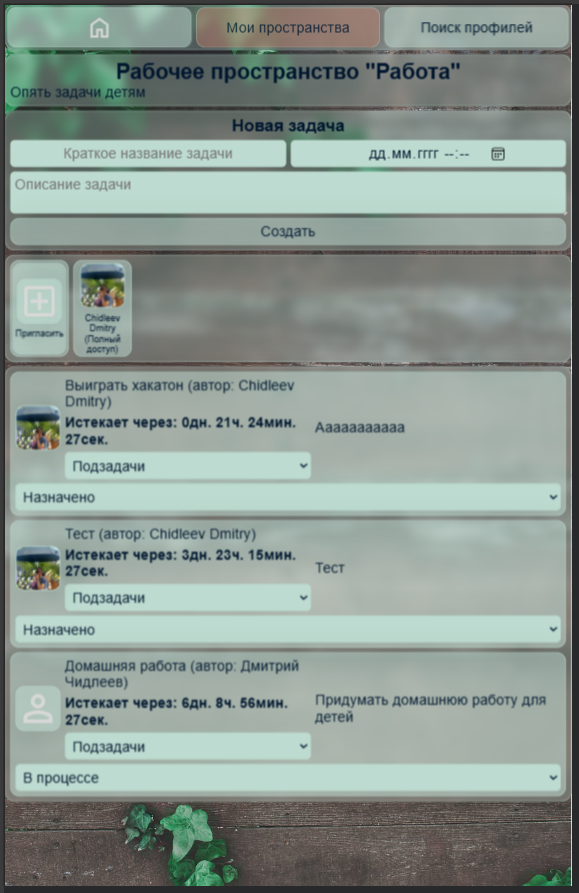 Мои пространства
Поиск профилей
Рабочее пространство "Работа"
Опять задачи детям
Новая задача
Краткое название задачи
дд.мм.гггг --:--
Описание задачи
Создать
Пригласить
Chidleev
Dmitry
(Полный
доступ)
Выиграть хакатон (автор: Chidleev
Dmitry)
Истекает через: 0дн. 21ч. 24мин.
27сек.
Ааааааааааа
Подзадачи
Назначено
Тест (автор: Chidleev Dmitry)
Истекает через: 3дн. 23ч. 15мин.
27сек.
Тест
Подзадачи
Назначено
Домашняя работа (автор: Дмитрий
Чидлеев)
Истекает через: 6дн. 8ч. 56мин.
27сек.
Придумать домашнюю работу для
детей
Подзадачи
В процессе